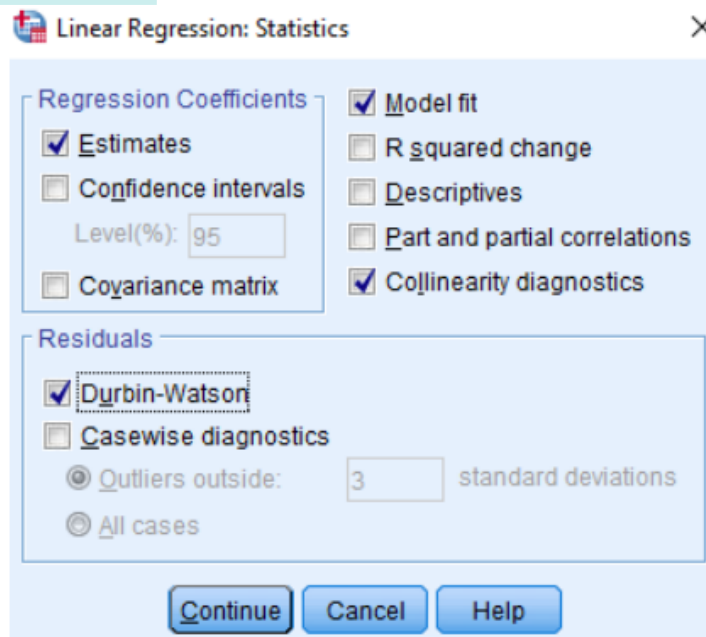 Linear Regression: Statistics
Regression Coefficients
Estimates
Confidence intervals
Level(%): 95
Covariance matrix
Model fit
R squared change
Descriptives
Part and partial correlations
Collinearity diagnostics
Residuals
Durbin-Watson
Casewise diagnostics
Outliers outside: 3 standard deviations
All cases
Continue Cancel Help